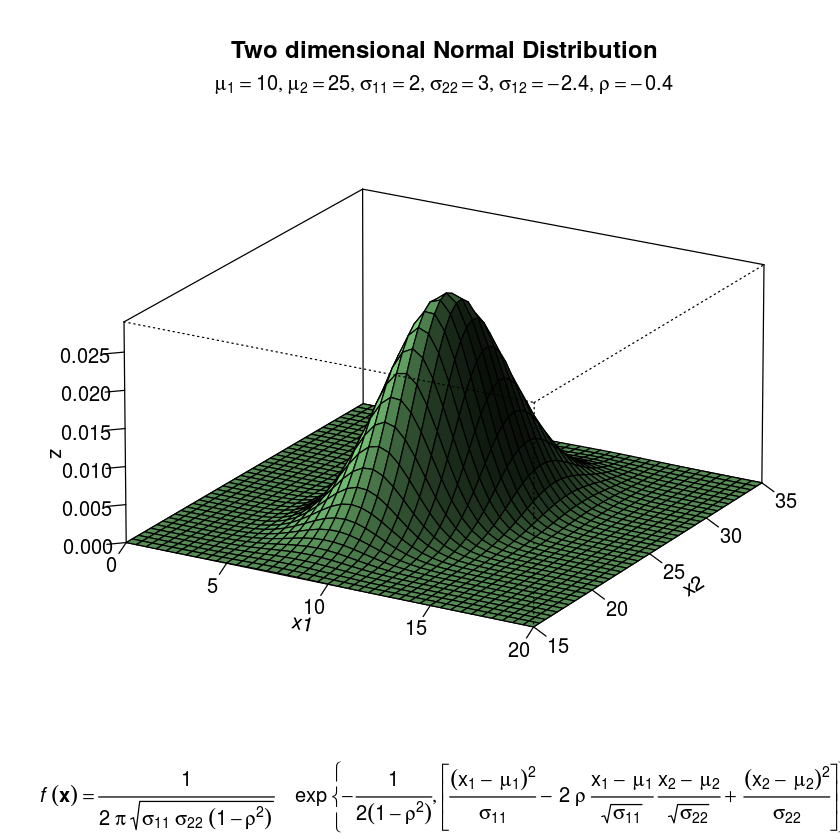 Two dimensional Normal Distribution
μ₁ = 10, μ₂ = 25, σ₁₁ = 2, σ₂₂ = 3, σ₁₂ = −2.4, ρ = −0.4
0.025
0.020
0.015
z
0.010
0.005
0.000
0
5
10
x1
15
20
15
20
x2
25
30
35
f (x) = 1 / (2 π √(σ₁₁ σ₂₂ (1−ρ²))) exp {− 1 / (2(1−ρ²)), [(x₁ − μ₁)² / σ₁₁ − 2 ρ (x₁ − μ₁) / √σ₁₁ (x₂ − μ₂) / √σ₂₂ + (x₂ − μ₂)² / σ₂₂]